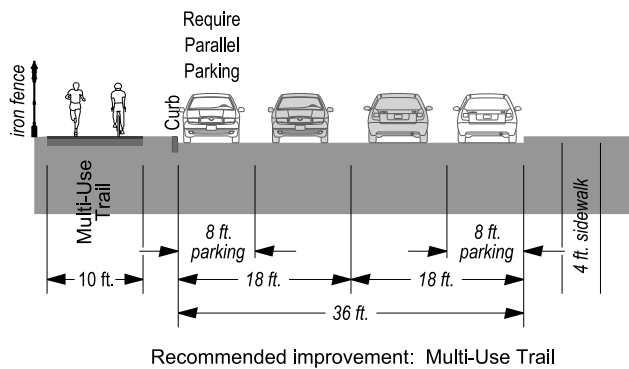 Require
Parallel
Parking
iron fence
Curb
Multi-Use
Trail
8 ft.
parking
8 ft.
parking
4 ft. sidewalk
10 ft.
18 ft.
18 ft.
36 ft.
Recommended improvement: Multi-Use Trail